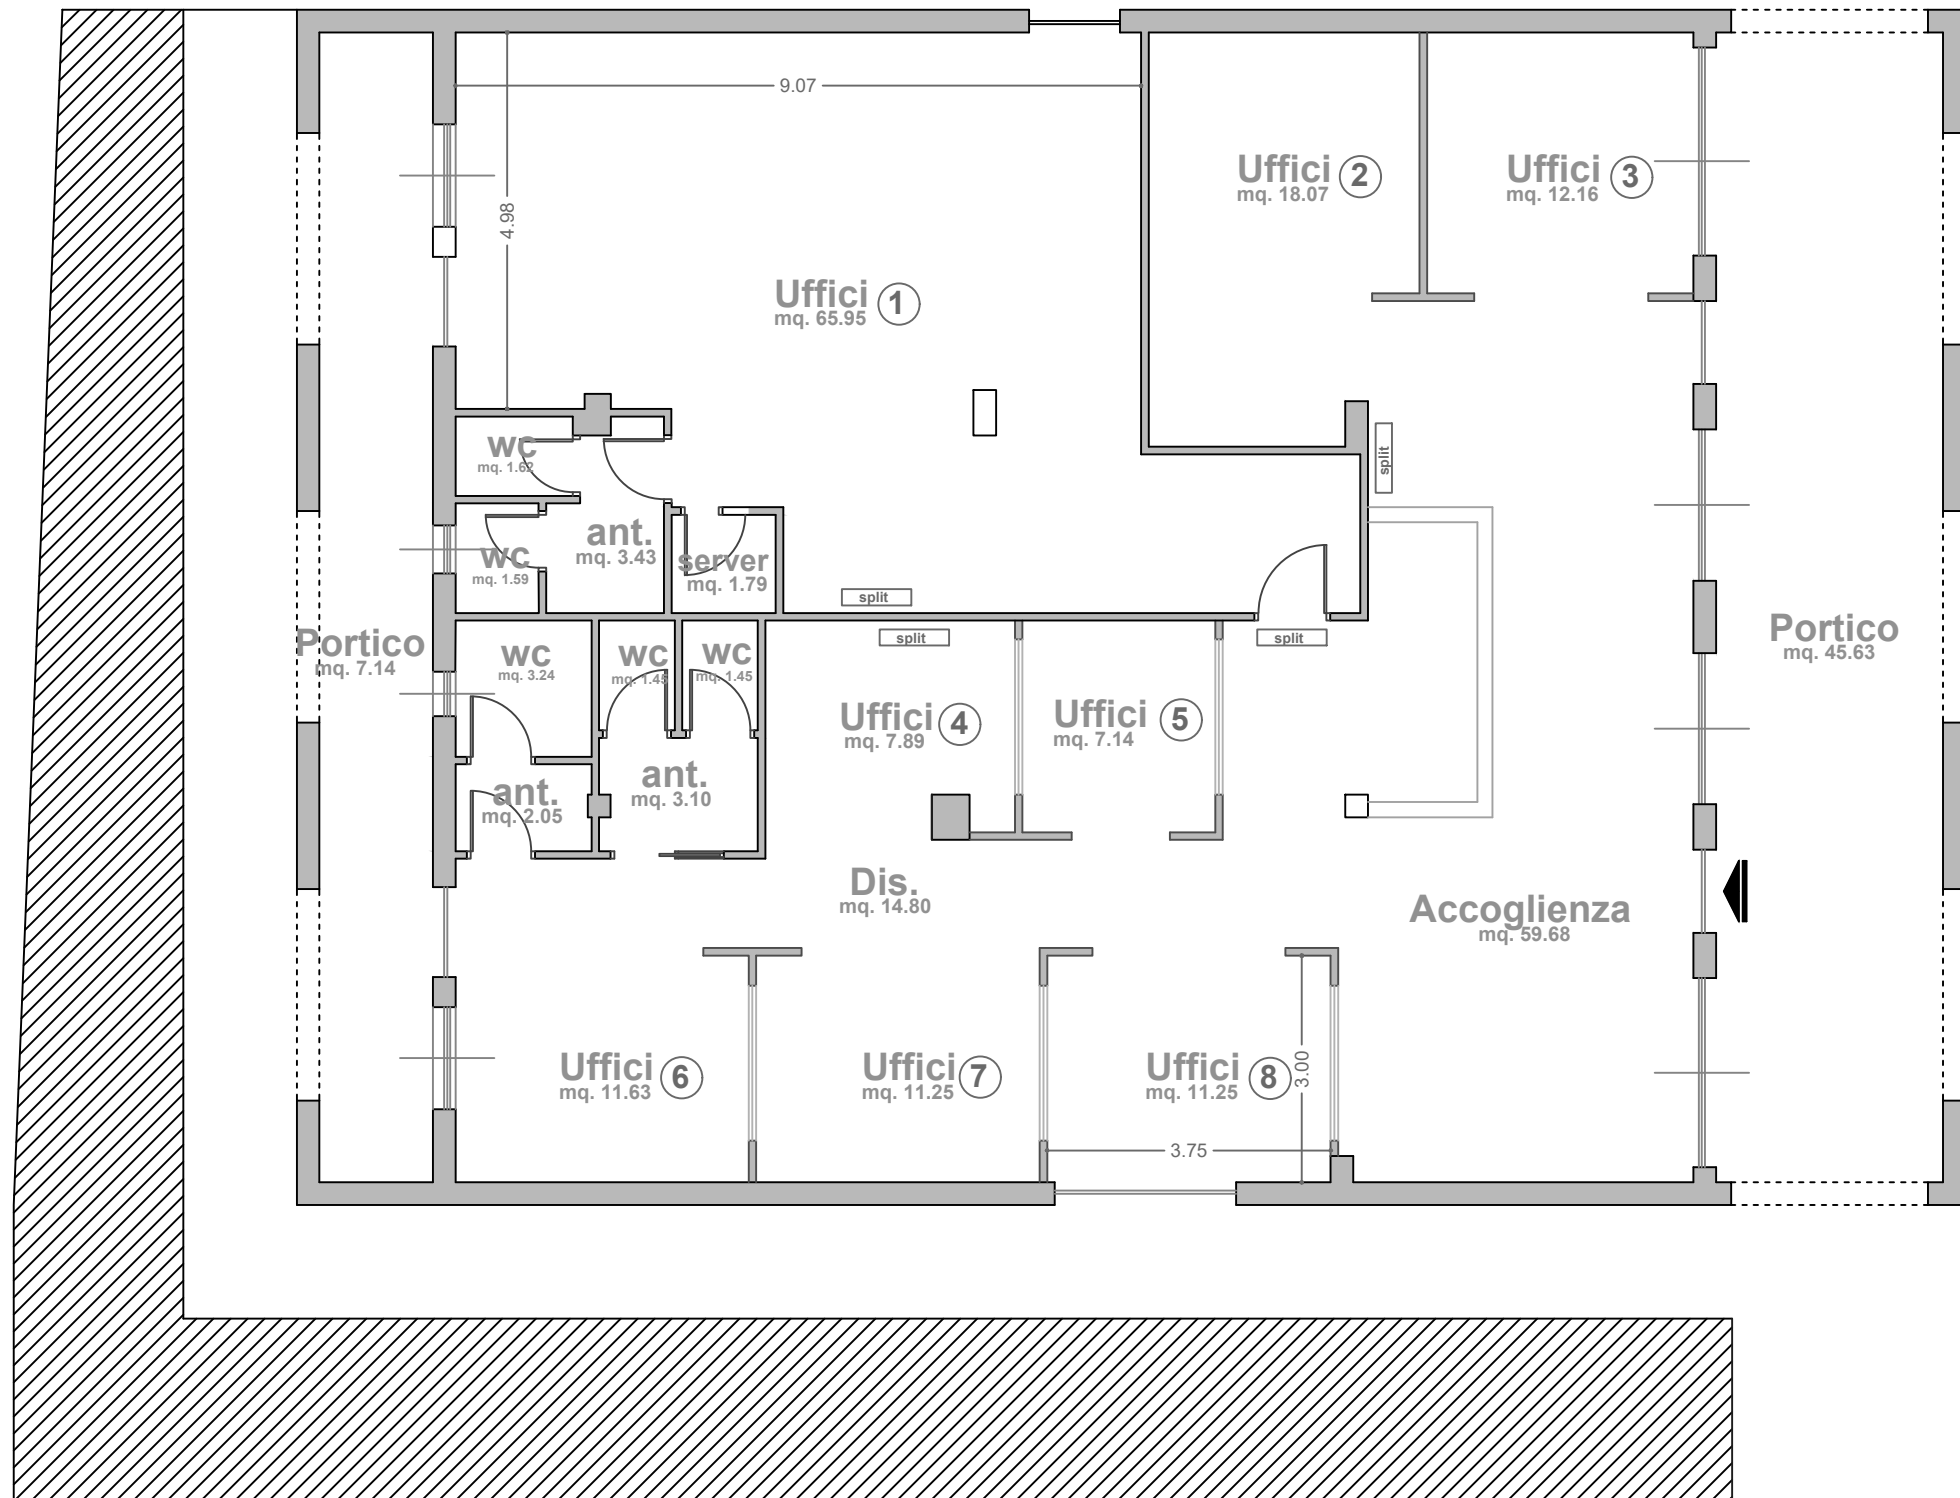 9.07
4.98
Uffici 1
mq. 65.95
Uffici 2
mq. 18.07
Uffici 3
mq. 12.16
wc
mq. 1.62
wc
mq. 1.59
ant.
mq. 3.43
server
mq. 1.79
split
split
split
split
Portico
mq. 7.14
wc
mq. 3.24
wc
mq. 1.45
wc
mq. 1.45
Uffici 4
mq. 7.89
Uffici 5
mq. 7.14
Portico
mq. 45.63
ant.
mq. 2.05
ant.
mq. 3.10
Dis.
mq. 14.80
Accoglienza
mq. 59.68
Uffici 6
mq. 11.63
Uffici 7
mq. 11.25
Uffici 8
mq. 11.25
3.00
3.75